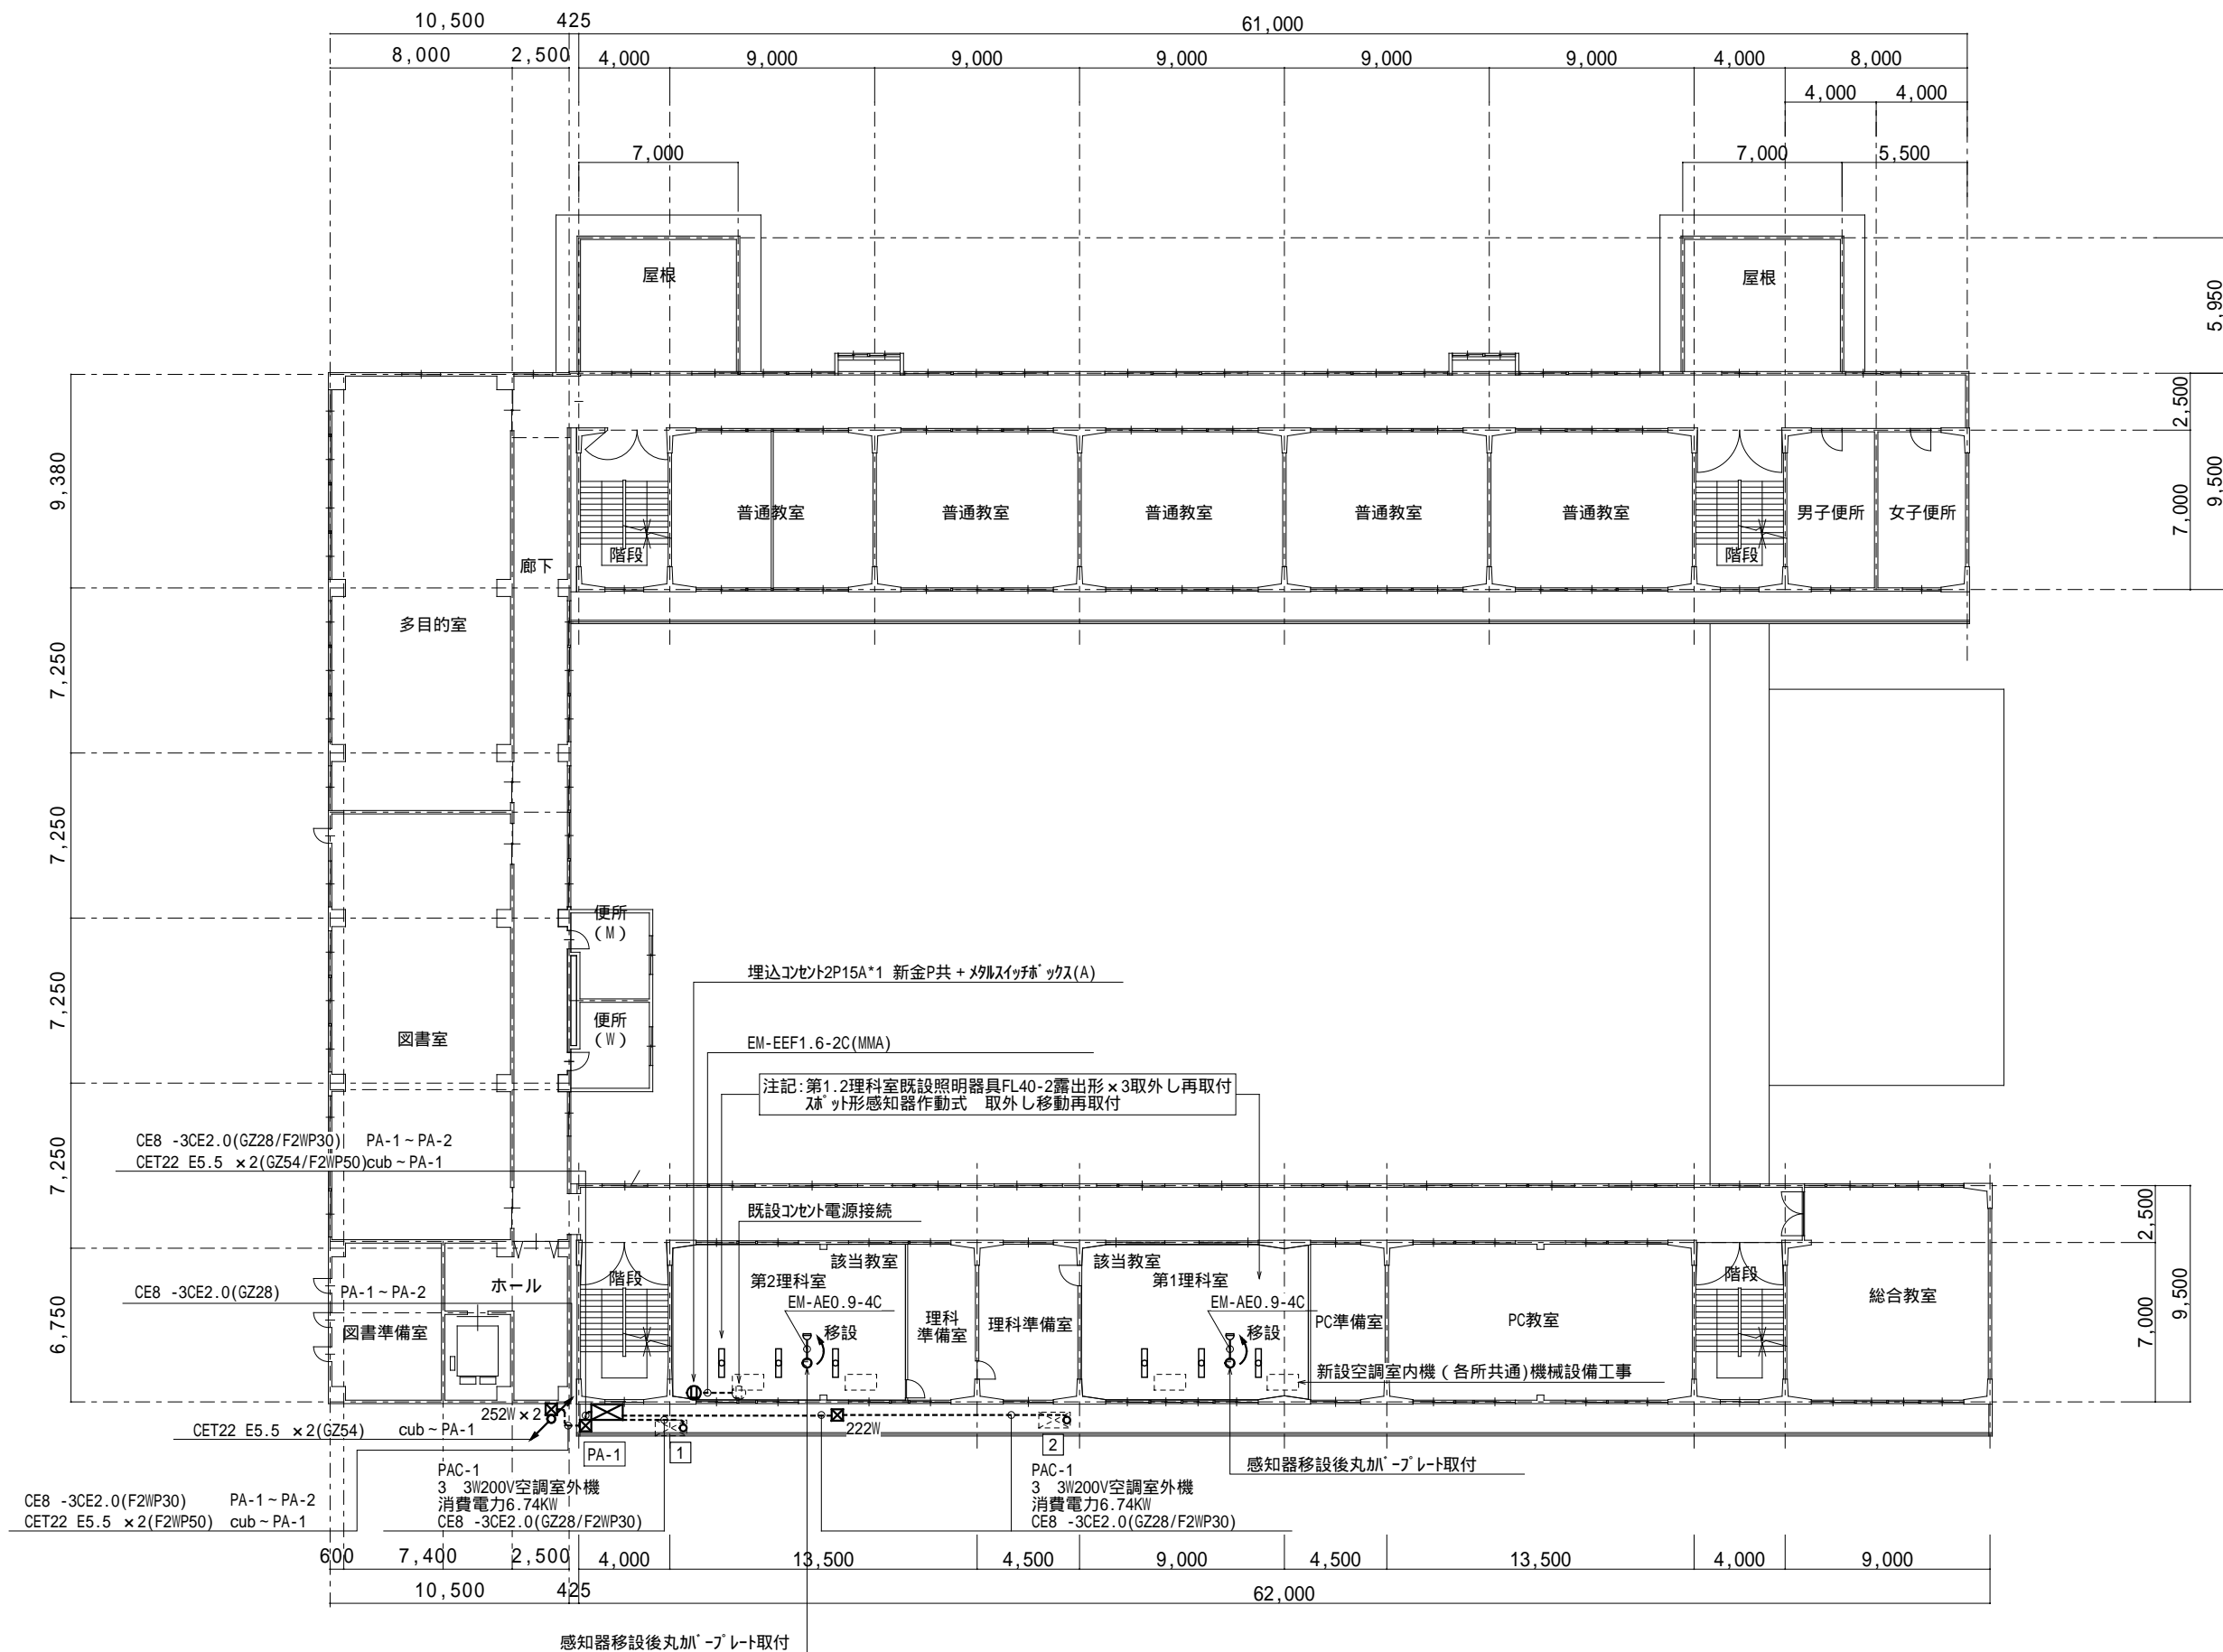 10,500
425
61,000
8,000
2,500
4,000
9,000
9,000
9,000
9,000
9,000
4,000
8,000
4,000
4,000
7,000
7,000
5,500
屋根
屋根
5,950
2,500
9,500
7,000
9,380
7,250
7,250
7,250
7,250
6,750
階段
普通教室
普通教室
普通教室
普通教室
普通教室
階段
男子便所
女子便所
廊下
多目的室
便所
(M)
便所
(W)
図書室
埋込コンセント2P15A*1 新金P共 + メタルスイッチボックス(A)
EM-EEF1.6-2C(MMA)
注記:第1.2理科室既設照明器具FL40-2露出形×3取外し再取付
スポット形感知器作動式 取外し移動再取付
CE8 -3CE2.0(GZ28/F2WP30) PA-1~PA-2
CET22 E5.5 ×2(GZ54/F2WP50)cub~PA-1
既設コンセント電源接続
2,500
7,000
9,500
CE8 -3CE2.0(GZ28) PA-1~PA-2
ホール
図書準備室
階段
該当教室
第2理科室
EM-AE0.9-4C
移設
理科
準備室
理科準備室
該当教室
第1理科室
EM-AE0.9-4C
移設
PC準備室
PC教室
階段
総合教室
新設空調室内機(各所共通)機械設備工事
252W×2
222W
CET22 E5.5 ×2(GZ54) cub~PA-1
PA-1
1
2
PAC-1
3 3W200V空調室外機
消費電力6.74KW
CE8 -3CE2.0(GZ28/F2WP30)
PAC-1
3 3W200V空調室外機
消費電力6.74KW
CE8 -3CE2.0(GZ28/F2WP30)
感知器移設後丸カバープレート取付
CE8 -3CE2.0(F2WP30) PA-1~PA-2
CET22 E5.5 ×2(F2WP50) cub~PA-1
600
7,400
2,500
4,000
13,500
4,500
9,000
4,500
13,500
4,000
9,000
10,500
425
62,000
感知器移設後丸カバープレート取付